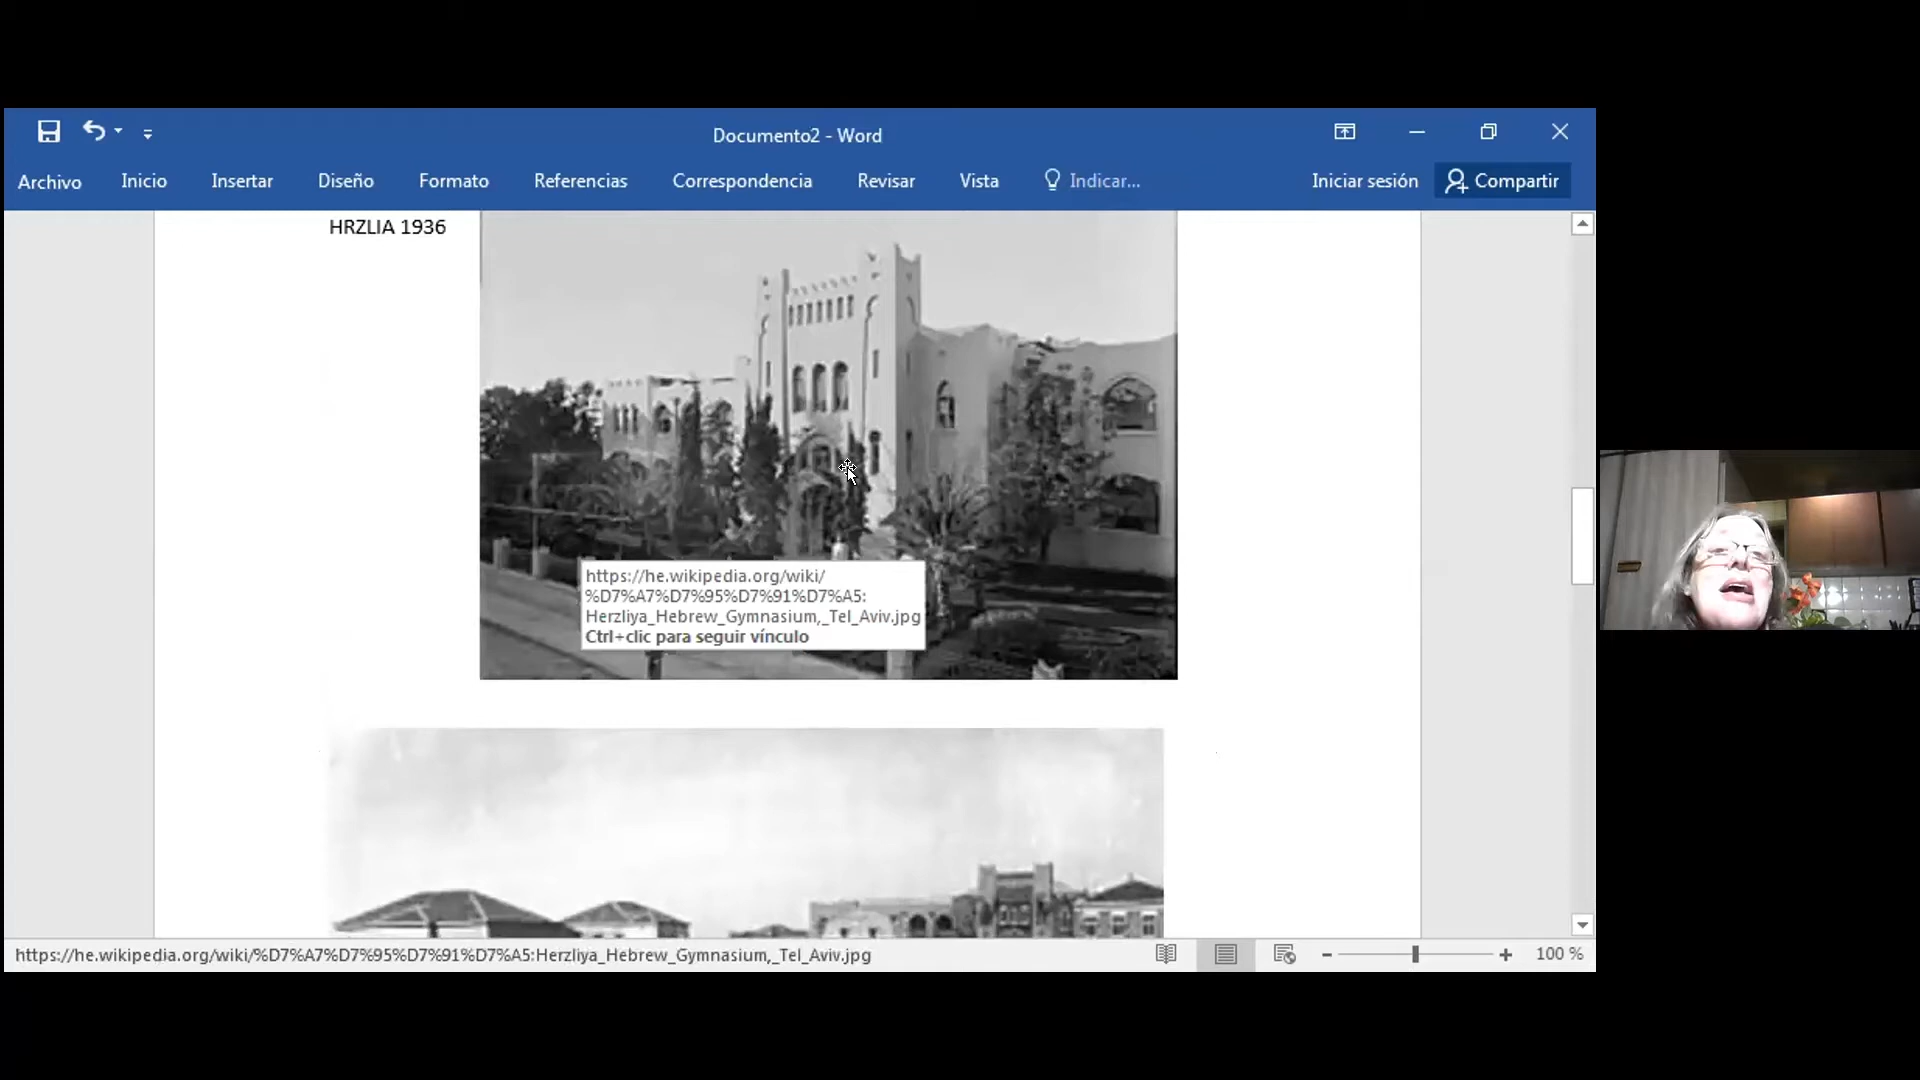 Documento2 - Word
Archivo Inicio Insertar Diseño Formato Referencias Correspondencia Revisar Vista Indicar... Iniciar sesión Compartir
HRZLIA 1936
https://he.wikipedia.org/wiki/
%D7%A7%D7%95%D7%91%D7%A5:
Herzliya_Hebrew_Gymnasium,_Tel_Aviv.jpg
Ctrl+clic para seguir vínculo
https://he.wikipedia.org/wiki/%D7%A7%D7%95%D7%91%D7%A5:Herzliya_Hebrew_Gymnasium,_Tel_Aviv.jpg 100 %